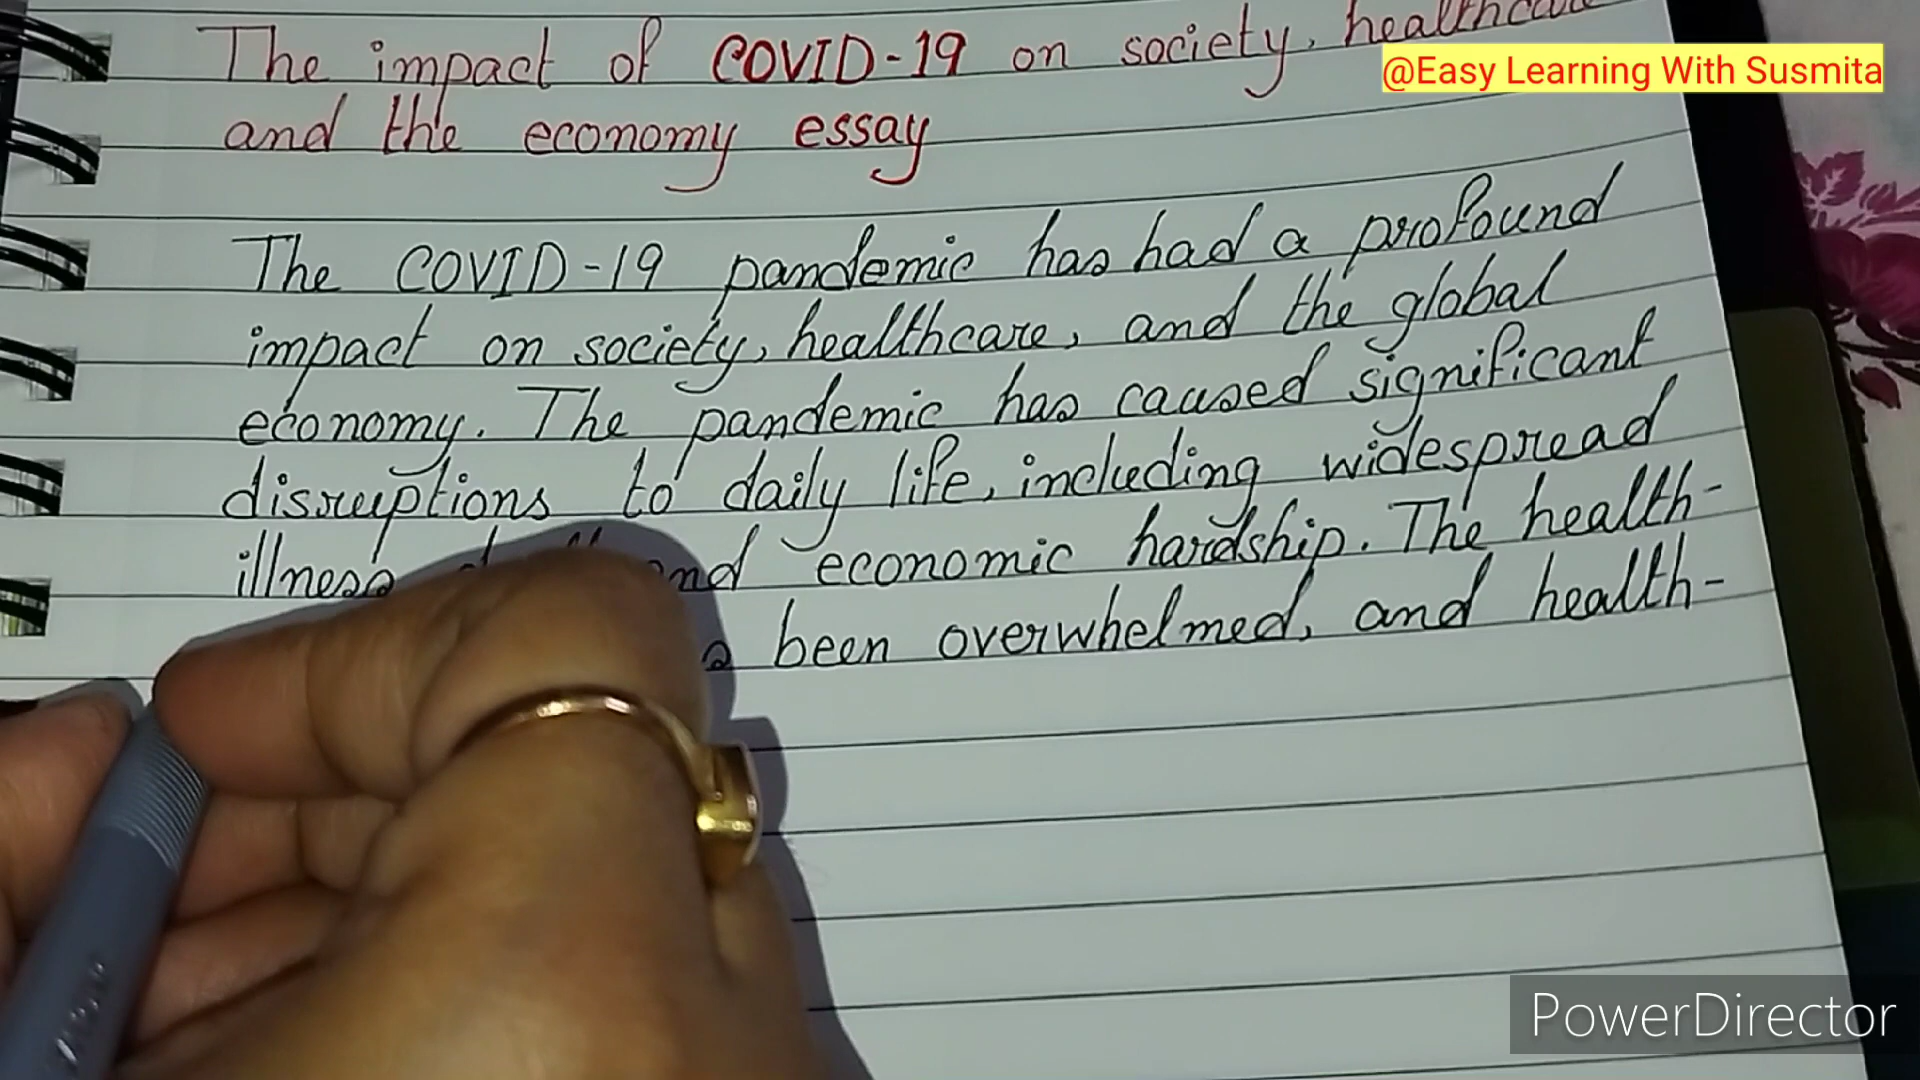 The impact of COVID-19 on society, healthcare
@Easy Learning With Susmita
and the economy essay
The COVID-19 pandemic has had a profound
impact on society, healthcare, and the global
economy. The pandemic has caused significant
disruptions to daily life, including widespread
illness and economic hardship. The health-
been overwhelmed, and health-
PowerDirector